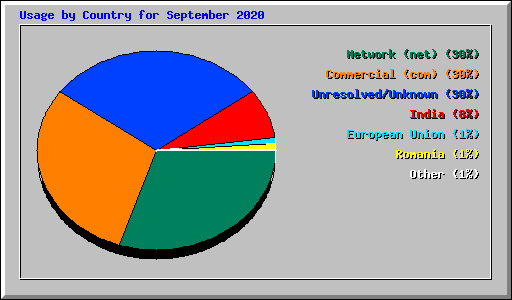 Usage by Country for September 2020
Network (net) (30%)
Commercial (com) (30%)
Unresolved/Unknown (30%)
India (8%)
European Union (1%)
Romania (1%)
Other (1%)